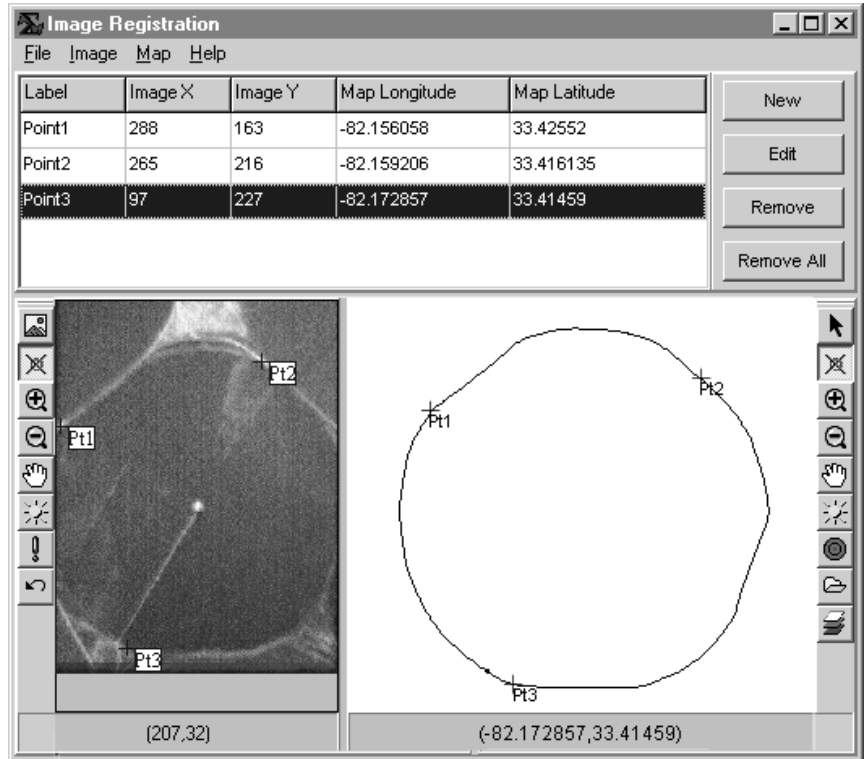 Image Registration
File Image Map Help
Label Image X Image Y Map Longitude Map Latitude
Point1 288 163 -82.156058 33.42552
Point2 265 216 -82.159206 33.416135
Point3 97 227 -82.172857 33.41459
New
Edit
Remove
Remove All
Pt2
Pt1
Pt3
Pt2
Pt1
Pt3
(207,32)
(-82.172857,33.41459)